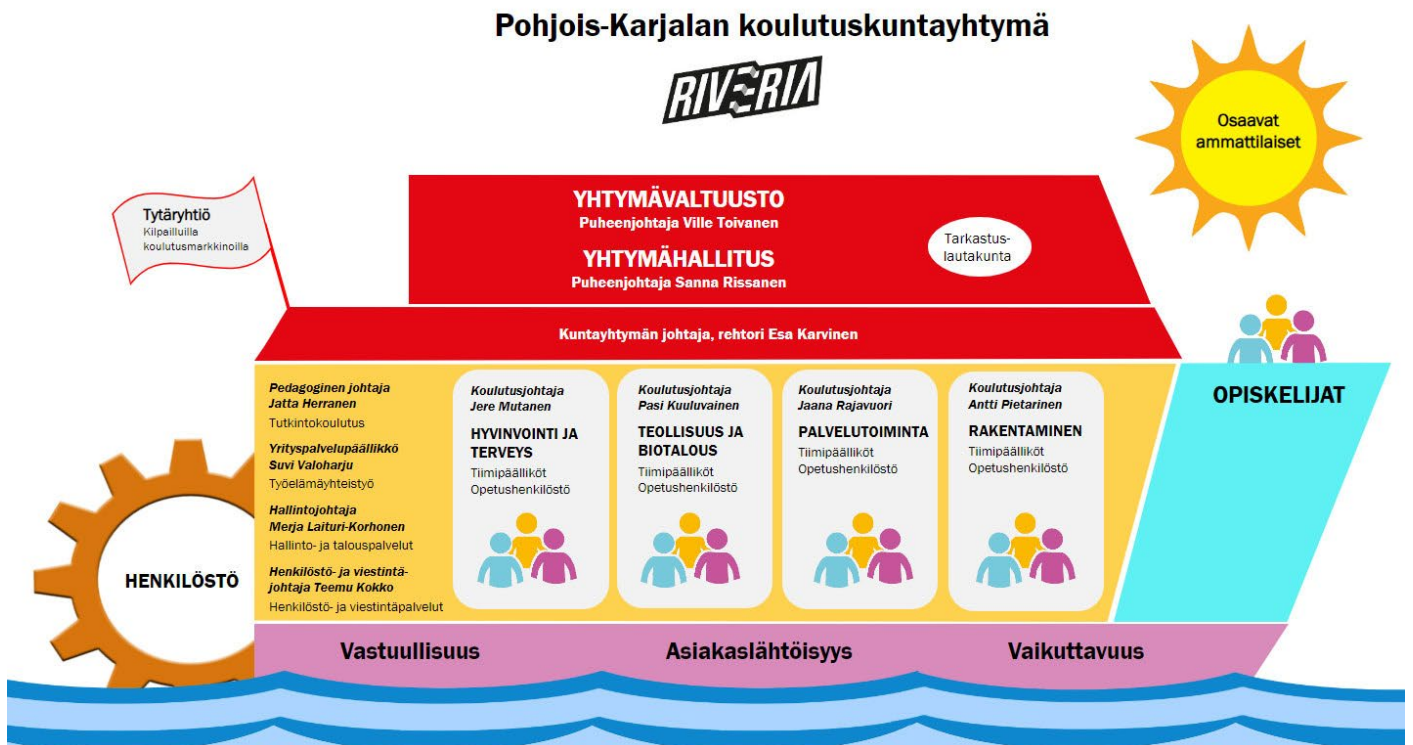 Pohjois-Karjalan koulutuskuntayhtymä
RIVERIA
Osaavat
ammattilaiset
Tytäryhtiö
Kilpailluilla
koulutusmarkkinoilla
YHTYMÄVALTUUSTO
Puheenjohtaja Ville Toivanen
YHTYMÄHALLITUS
Puheenjohtaja Sanna Rissanen
Tarkastus-
lautakunta
Kuntayhtymän johtaja, rehtori Esa Karvinen
HENKILÖSTÖ
Pedagoginen johtaja
Jatta Herranen
Tutkintokoulutus
Yrityspalvelupäällikkö
Suvi Valoharju
Työelämäyhteistyö
Hallintojohtaja
Merja Laituri-Korhonen
Hallinto- ja talouspalvelut
Henkilöstö- ja viestintä-
johtaja Teemu Kokko
Henkilöstö- ja viestintäpalvelut
Koulutusjohtaja
Jere Mutanen
HYVINVOINTI JA
TERVEYS
Tiimipäälliköt
Opetushenkilöstö
Koulutusjohtaja
Pasi Kuuluvainen
TEOLLISUUS JA
BIOTALOUS
Tiimipäälliköt
Opetushenkilöstö
Koulutusjohtaja
Jaana Rajavuori
PALVELUTOIMINTA
Tiimipäälliköt
Opetushenkilöstö
Koulutusjohtaja
Antti Pietarinen
RAKENTAMINEN
Tiimipäälliköt
Opetushenkilöstö
OPISKELIJAT
Vastuullisuus
Asiakaslähtöisyys
Vaikuttavuus